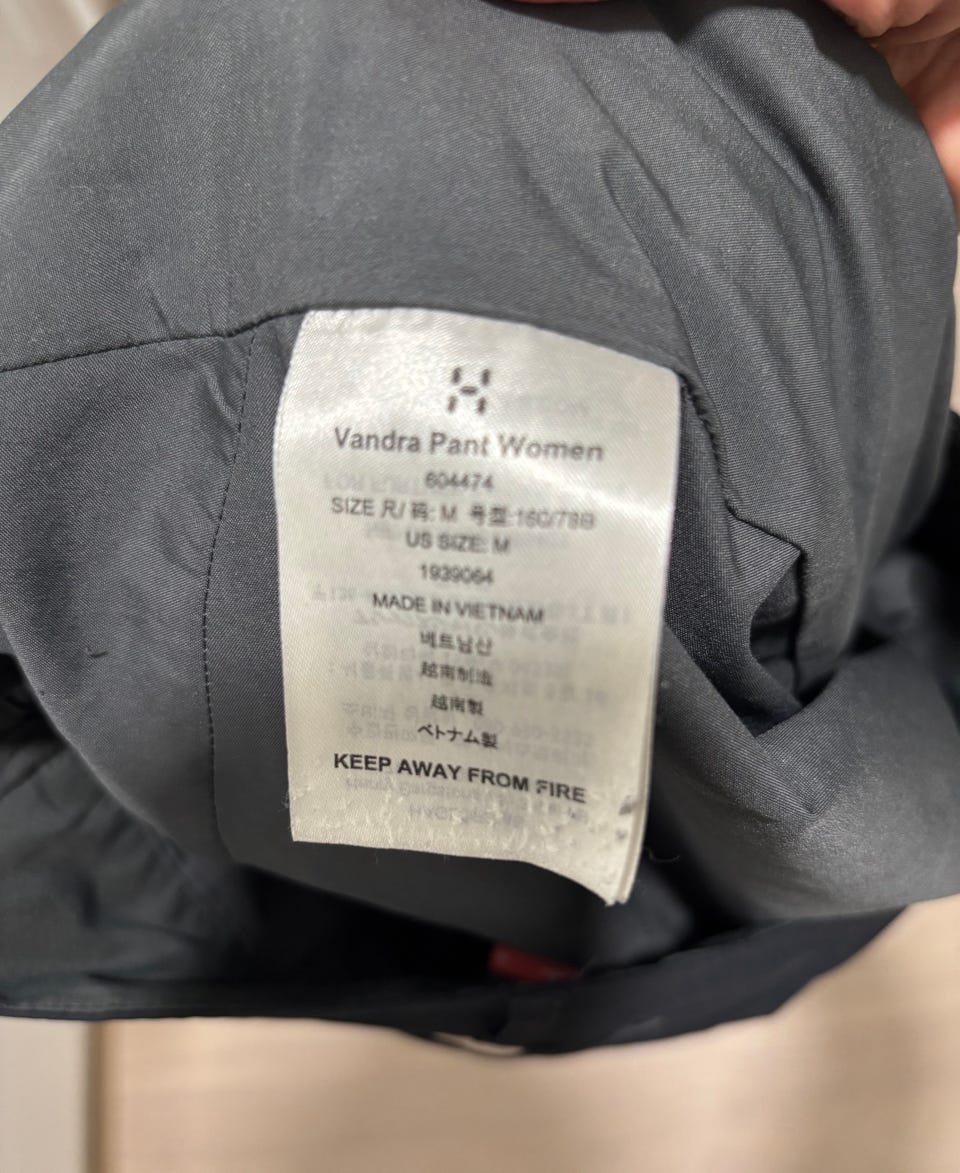 Vandra Pant Women
604474
SIZE 尺/ 码: M 号型:160/78B
US SIZE: M
1939064
MADE IN VIETNAM
베트남산
越南制造
越南製
ベトナム製
KEEP AWAY FROM FIRE